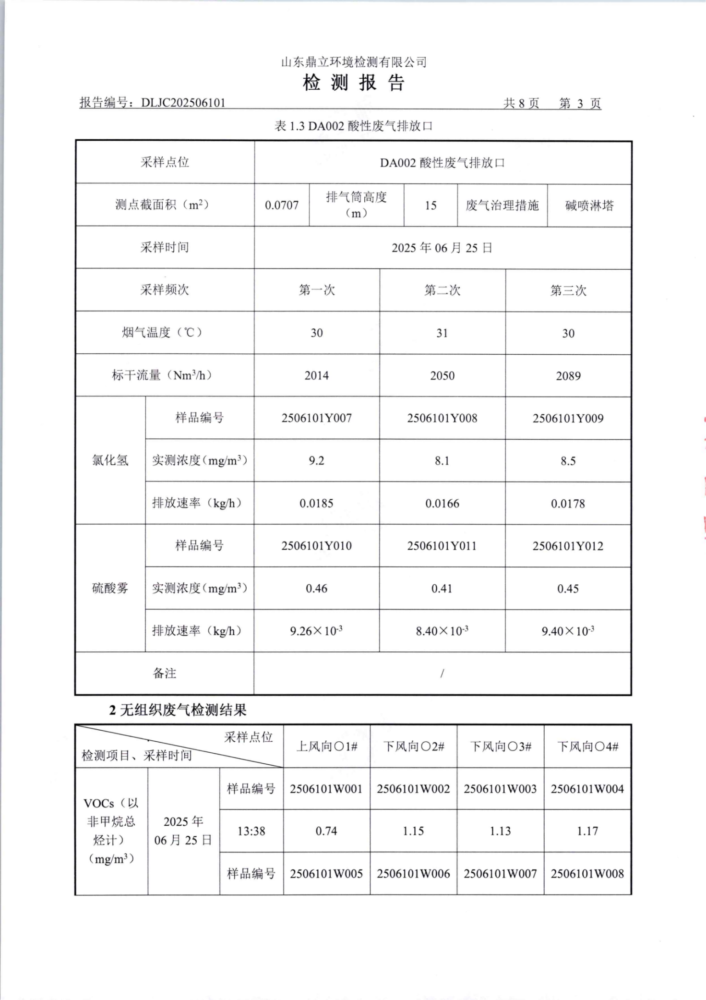 山东鼎立环境检测有限公司
检 测 报 告
报告编号：DLJC202506101 共 8 页 第 3 页
表 1.3 DA002 酸性废气排放口
采样点位 DA002 酸性废气排放口
测点截面积（m²） 0.0707 排气筒高度（m） 15 废气治理措施 碱喷淋塔
采样时间 2025 年 06 月 25 日
采样频次 第一次 第二次 第三次
烟气温度（℃） 30 31 30
标干流量（Nm³/h） 2014 2050 2089
氯化氢
样品编号 2506101Y007 2506101Y008 2506101Y009
实测浓度（mg/m³） 9.2 8.1 8.5
排放速率（kg/h） 0.0185 0.0166 0.0178
硫酸雾
样品编号 2506101Y010 2506101Y011 2506101Y012
实测浓度（mg/m³） 0.46 0.41 0.45
排放速率（kg/h） 9.26×10⁻³ 8.40×10⁻³ 9.40×10⁻³
备注 /
2 无组织废气检测结果
采样点位
检测项目、采样时间
上风向〇1# 下风向〇2# 下风向〇3# 下风向〇4#
VOCs（以
非甲烷总
烃计）
（mg/m³）
2025 年
06 月 25 日
样品编号 2506101W001 2506101W002 2506101W003 2506101W004
13:38 0.74 1.15 1.13 1.17
样品编号 2506101W005 2506101W006 2506101W007 2506101W008